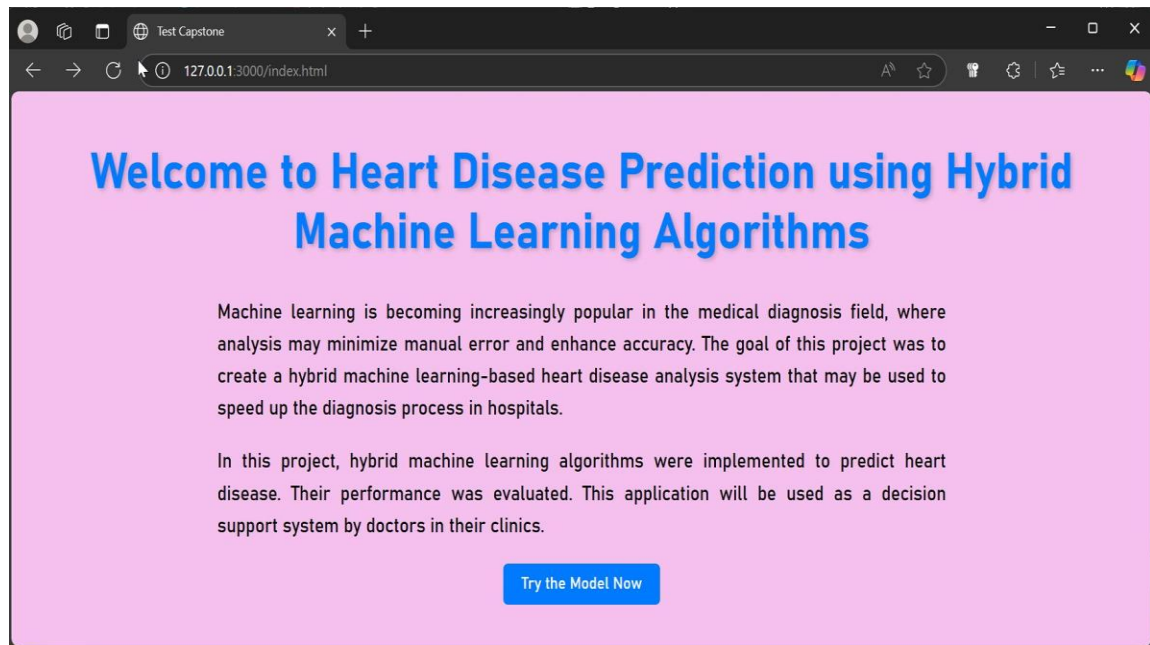 Test Capstone
127.0.0.1:3000/index.html
Welcome to Heart Disease Prediction using Hybrid
Machine Learning Algorithms
Machine learning is becoming increasingly popular in the medical diagnosis field, where
analysis may minimize manual error and enhance accuracy. The goal of this project was to
create a hybrid machine learning-based heart disease analysis system that may be used to
speed up the diagnosis process in hospitals.
In this project, hybrid machine learning algorithms were implemented to predict heart
disease. Their performance was evaluated. This application will be used as a decision
support system by doctors in their clinics.
Try the Model Now